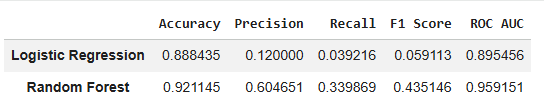 Accuracy Precision Recall F1 Score ROC AUC
Logistic Regression 0.888435 0.120000 0.039216 0.059113 0.895456
Random Forest 0.921145 0.604651 0.339869 0.435146 0.959151